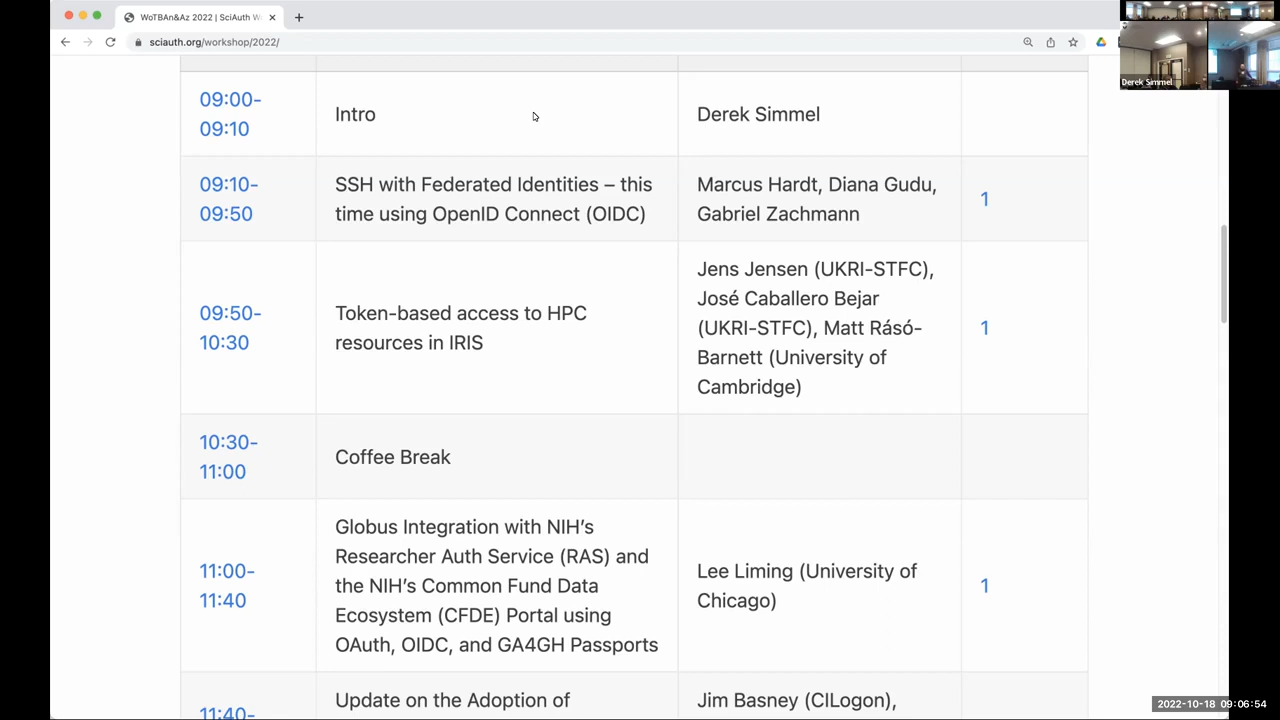 WoTBAn&Az 2022 | SciAuth W
sciauth.org/workshop/2022/
Derek Simmel
09:00-
09:10
Intro
Derek Simmel
09:10-
09:50
SSH with Federated Identities – this
time using OpenID Connect (OIDC)
Marcus Hardt, Diana Gudu,
Gabriel Zachmann
1
09:50-
10:30
Token-based access to HPC
resources in IRIS
Jens Jensen (UKRI-STFC),
José Caballero Bejar
(UKRI-STFC), Matt Rásó-
Barnett (University of
Cambridge)
1
10:30-
11:00
Coffee Break
11:00-
11:40
Globus Integration with NIH’s
Researcher Auth Service (RAS) and
the NIH’s Common Fund Data
Ecosystem (CFDE) Portal using
OAuth, OIDC, and GA4GH Passports
Lee Liming (University of
Chicago)
1
11:40-
Update on the Adoption of
Jim Basney (CILogon),
2022-10-18 09:06:54